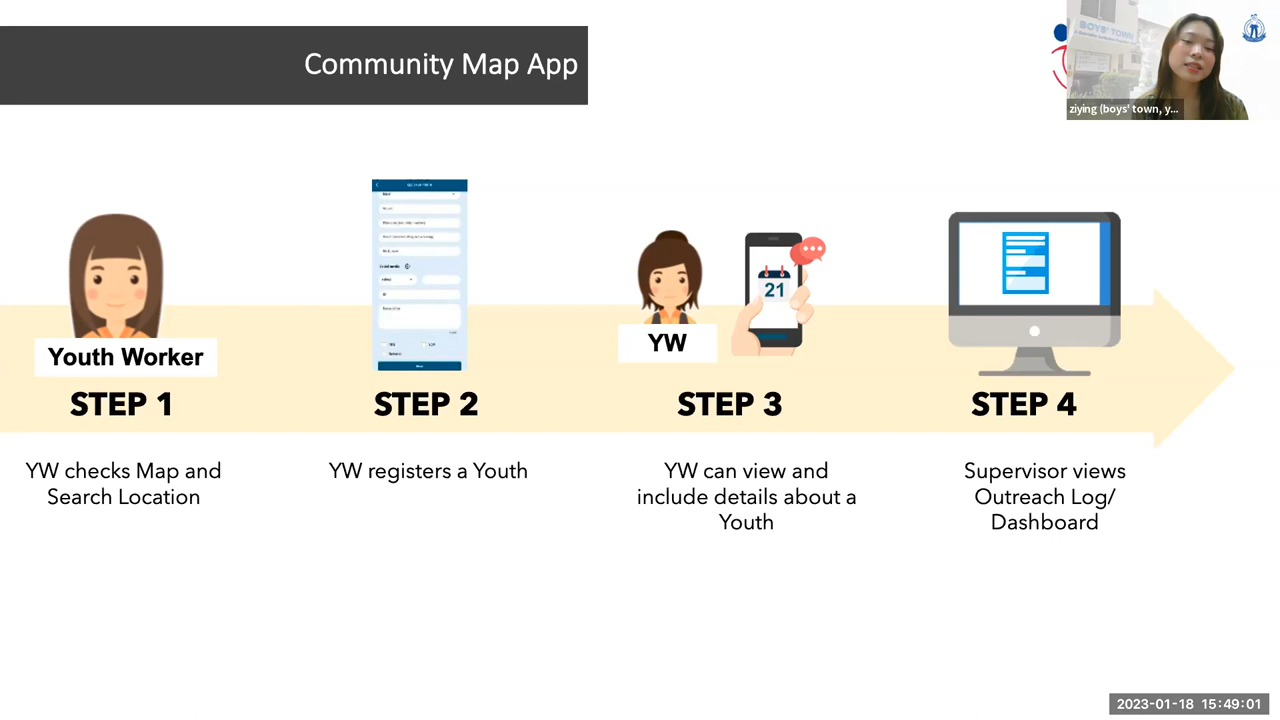 Community Map App
BOYS' TOWN
ziying (boys' town, y...
21
Youth Worker
YW
STEP 1
STEP 2
STEP 3
STEP 4
YW checks Map and
Search Location
YW registers a Youth
YW can view and
include details about a
Youth
Supervisor views
Outreach Log/
Dashboard
2023-01-18 15:49:01